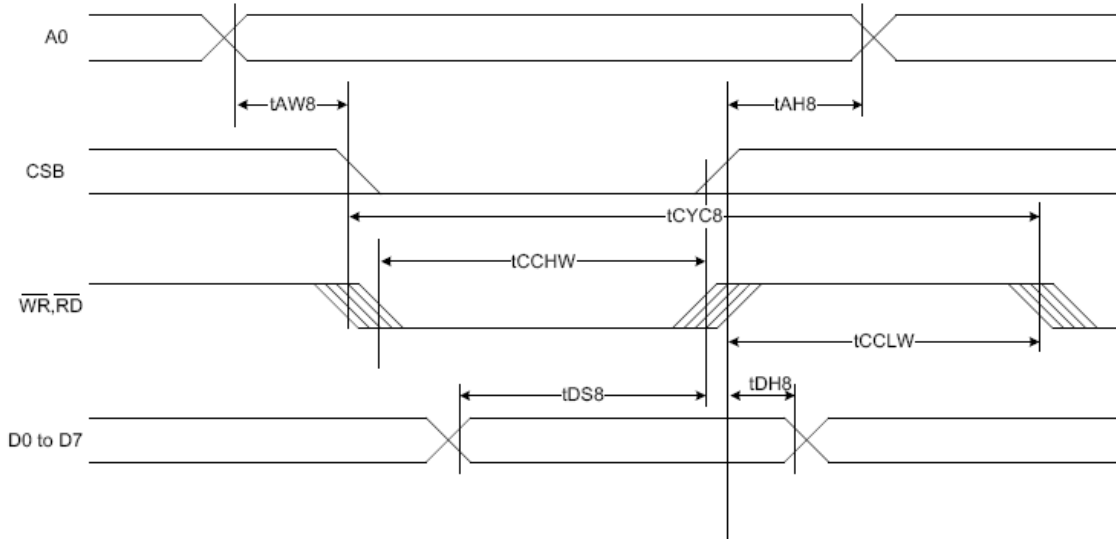 A0
tAW8
tAH8
CSB
tCYC8
tCCHW
WR,RD
tCCLW
tDH8
tDS8
D0 to D7